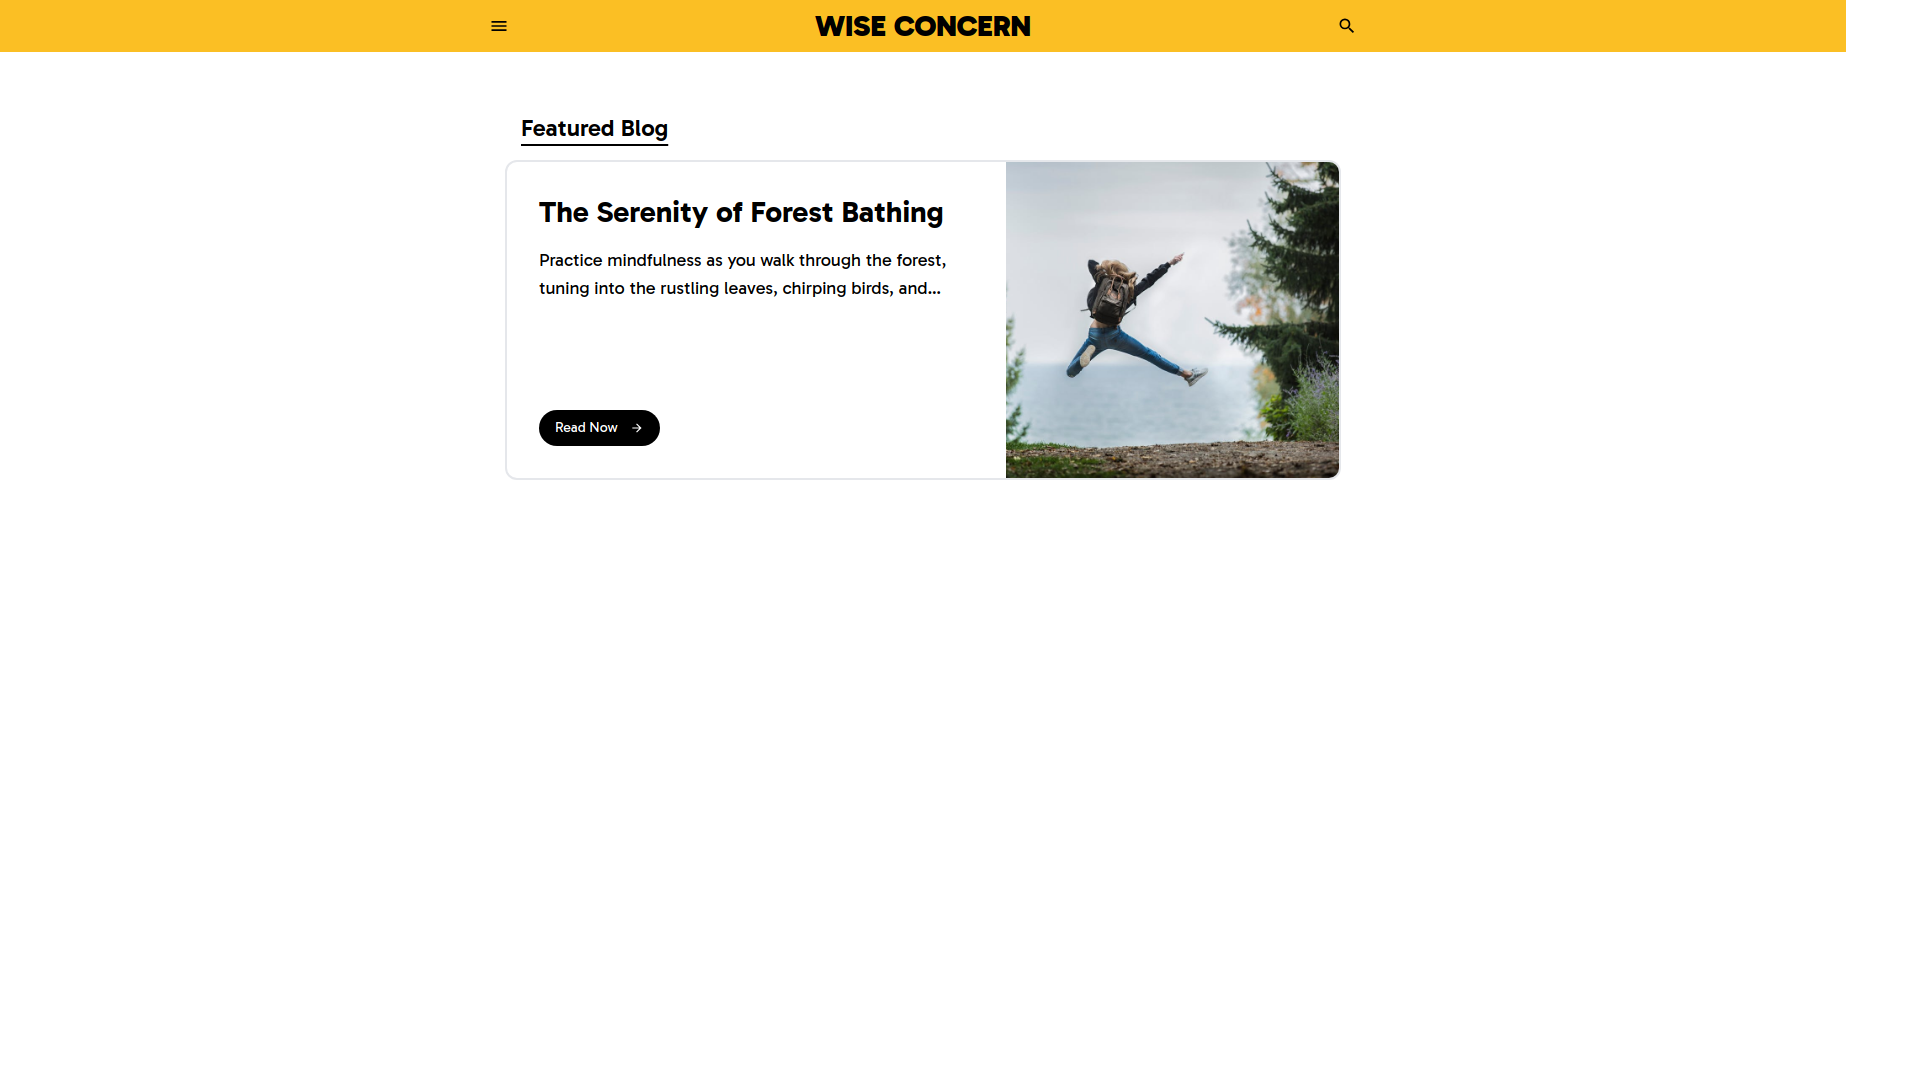 WISE CONCERN
Featured Blog
The Serenity of Forest Bathing
Practice mindfulness as you walk through the forest,
tuning into the rustling leaves, chirping birds, and...
Read Now